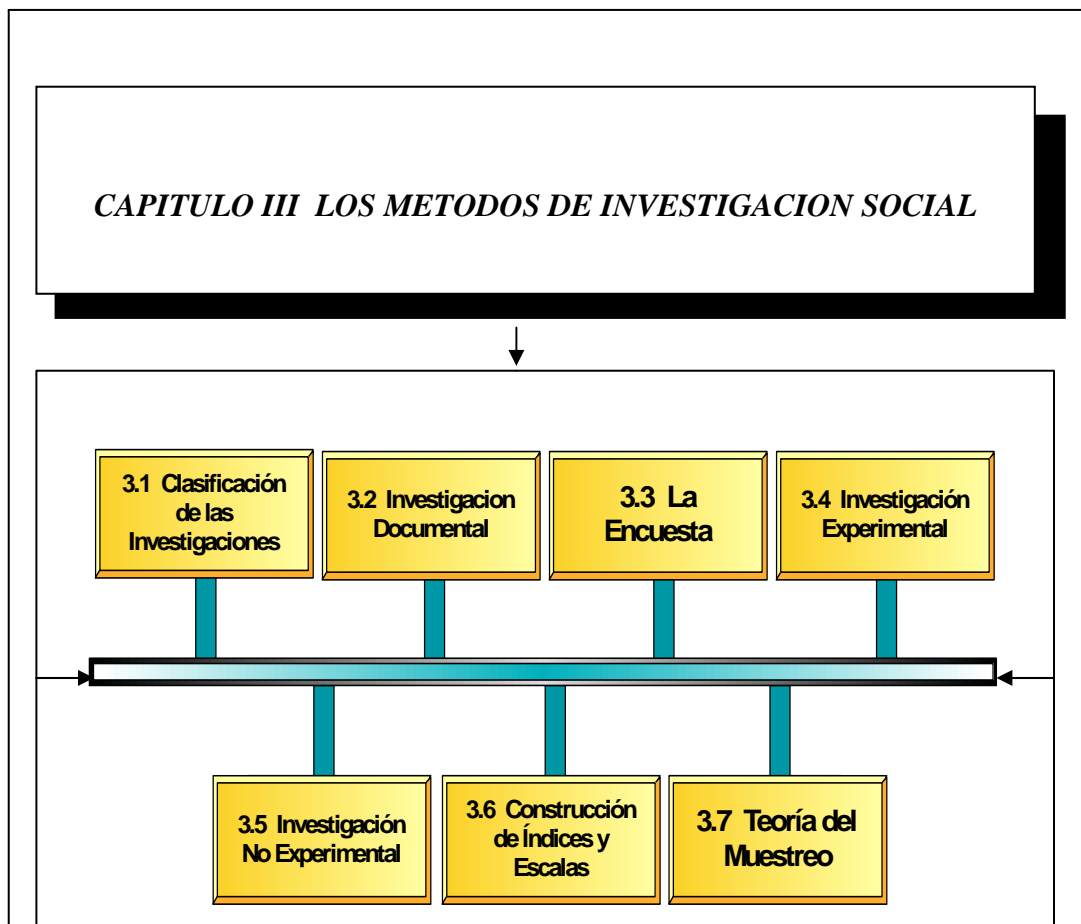 CAPITULO III LOS METODOS DE INVESTIGACION SOCIAL
3.1 Clasificación
de las
Investigaciones
3.2 Investigacion
Documental
3.3 La
Encuesta
3.4 Investigación
Experimental
3.5 Investigación
No Experimental
3.6 Construcción
de Índices y
Escalas
3.7 Teoría del
Muestreo